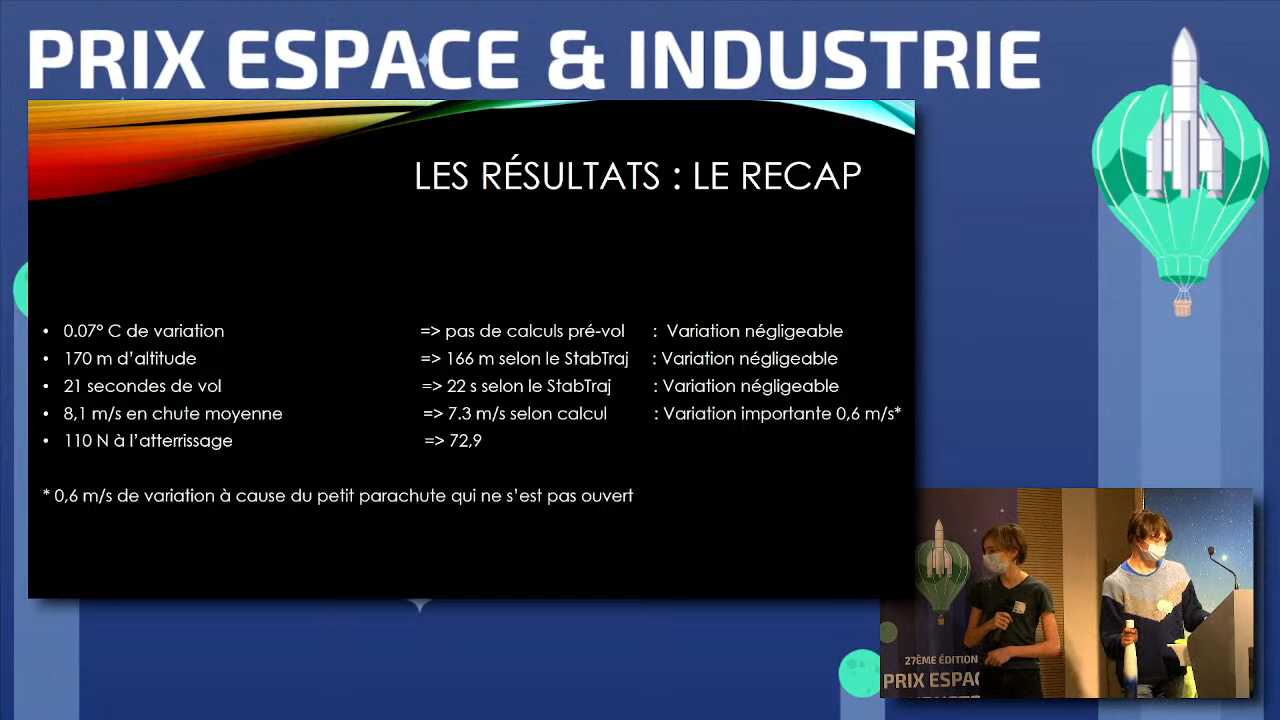 PRIX ESPACE & INDUSTRIE
LES RÉSULTATS : LE RECAP
• 0.07° C de variation => pas de calculs pré-vol : Variation négligeable
• 170 m d’altitude => 166 m selon le StabTraj : Variation négligeable
• 21 secondes de vol => 22 s selon le StabTraj : Variation négligeable
• 8,1 m/s en chute moyenne => 7.3 m/s selon calcul : Variation importante 0,6 m/s*
• 110 N à l’atterrissage => 72,9
* 0,6 m/s de variation à cause du petit parachute qui ne s’est pas ouvert
27ÈME ÉDITION
PRIX ESPAC
INDUSTR